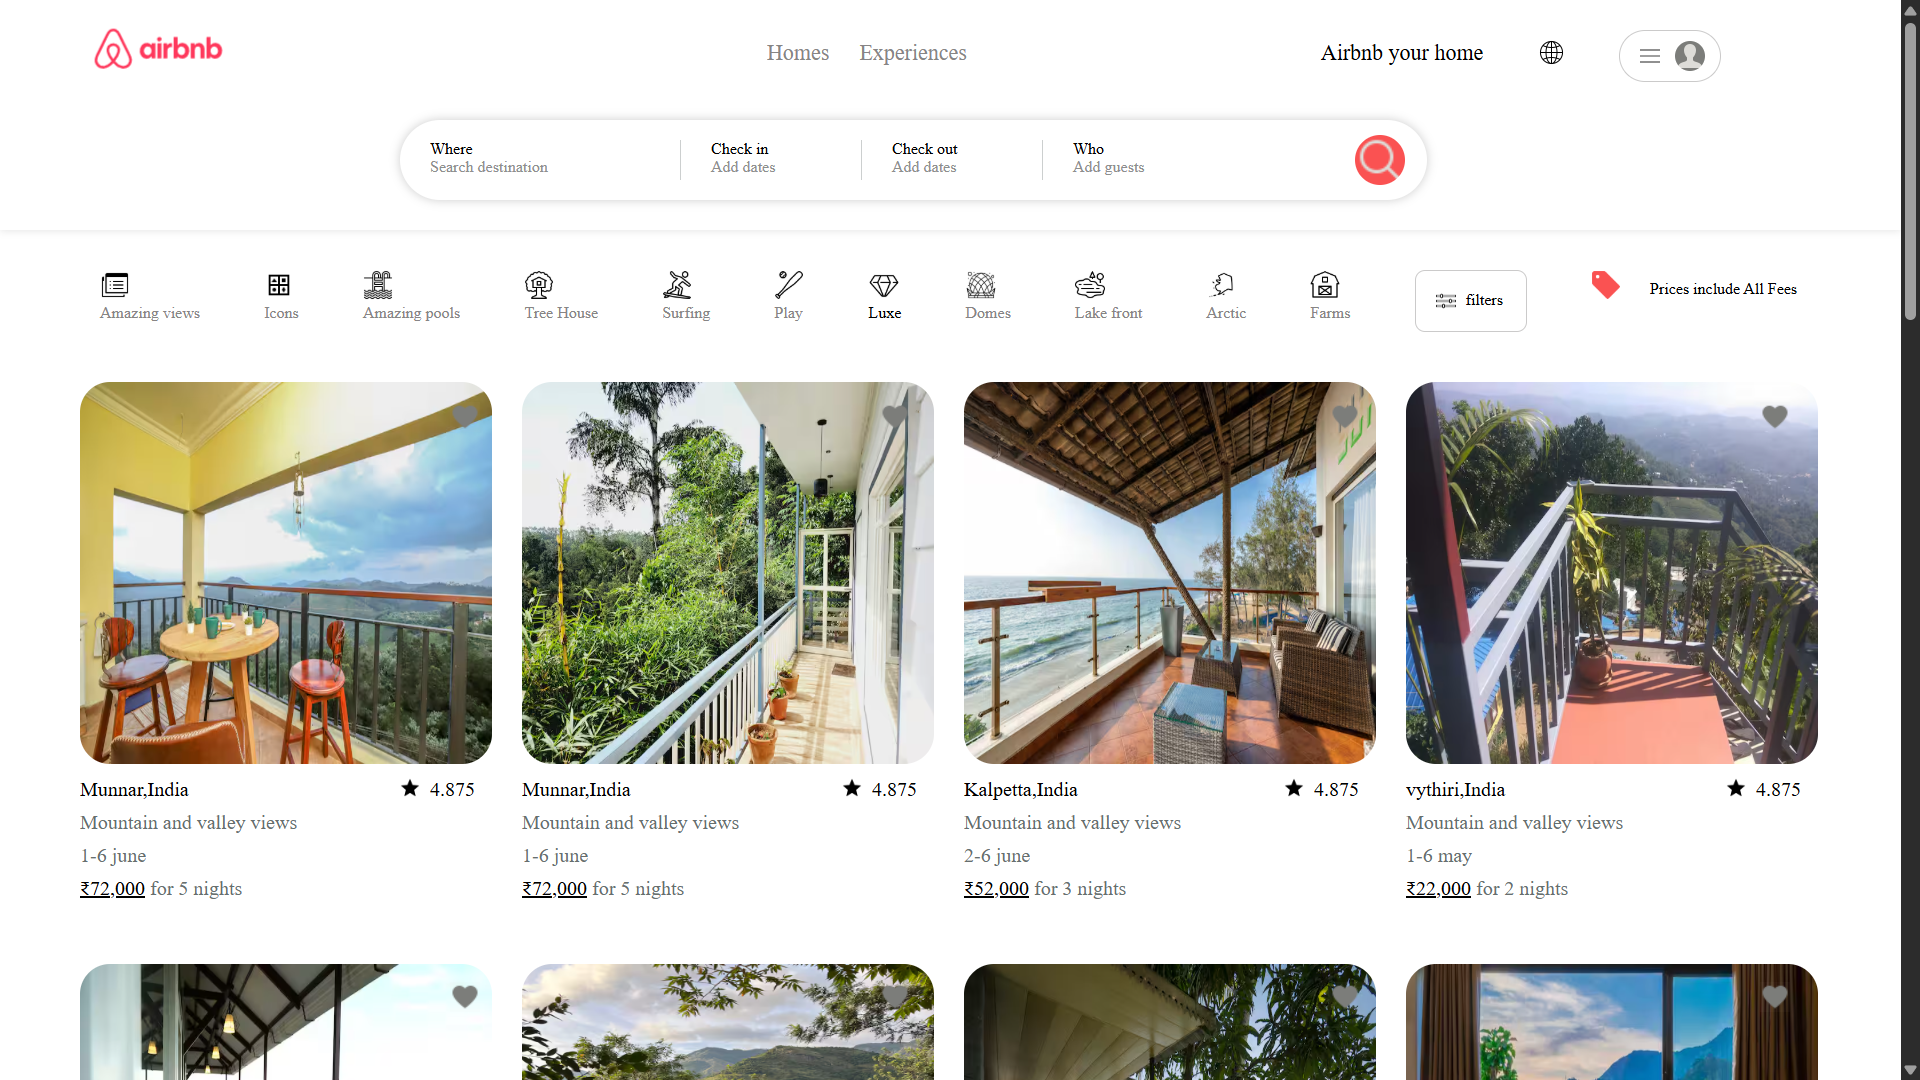 airbnb
Homes
Experiences
Airbnb your home
Where
Search destination
Check in
Add dates
Check out
Add dates
Who
Add guests
Amazing views
Icons
Amazing pools
Tree House
Surfing
Play
Luxe
Domes
Lake front
Arctic
Farms
filters
Prices include All Fees
Munnar,India
4.875
Mountain and valley views
1-6 june
₹72,000 for 5 nights
Munnar,India
4.875
Mountain and valley views
1-6 june
₹72,000 for 5 nights
Kalpetta,India
4.875
Mountain and valley views
2-6 june
₹52,000 for 3 nights
vythiri,India
4.875
Mountain and valley views
1-6 may
₹22,000 for 2 nights